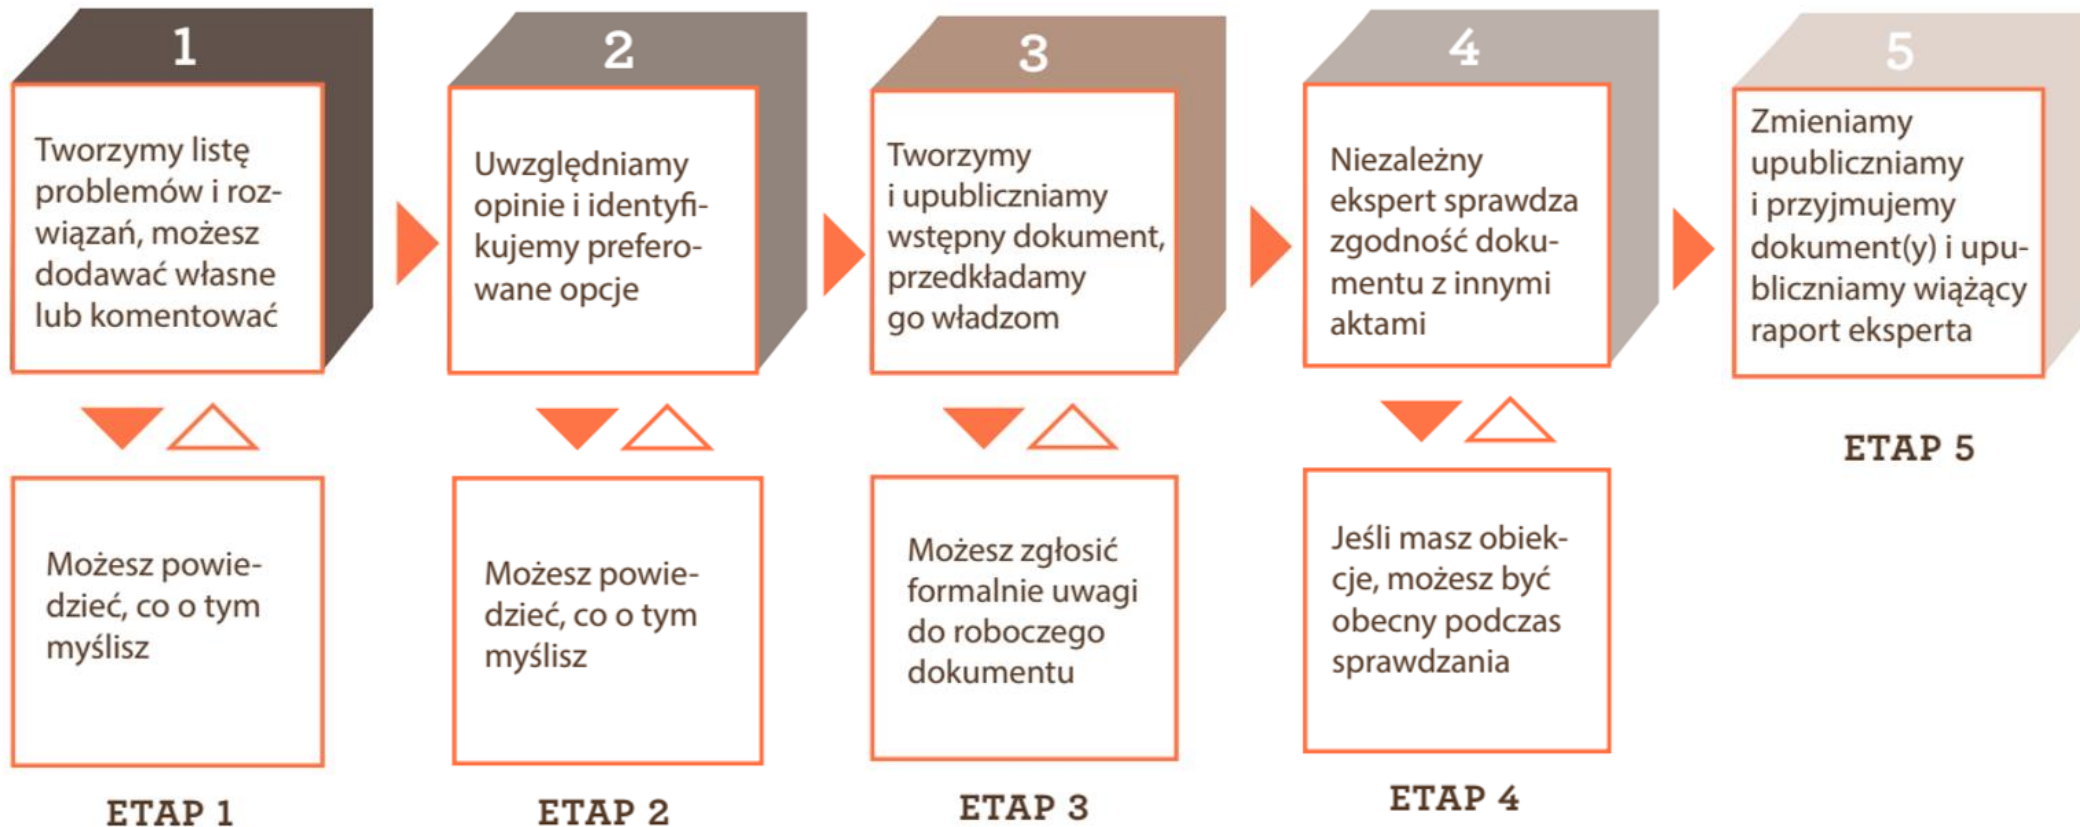 1
Tworzymy listę
problemów i roz-
wiązań, możesz
dodawać własne
lub komentować
Możesz powie-
dzieć, co o tym
myślisz
ETAP 1
2
Uwzględniamy
opinie i identyfi-
kujemy prefero-
wane opcje
Możesz powie-
dzieć, co o tym
myślisz
ETAP 2
3
Tworzymy
i upubliczniamy
wstępny dokument,
przedkładamy
go władzom
Możesz zgłosić
formalnie uwagi
do roboczego
dokumentu
ETAP 3
4
Niezależny
ekspert sprawdza
zgodność doku-
mentu z innymi
aktami
Jeśli masz obiek-
cje, możesz być
obecny podczas
sprawdzania
ETAP 4
5
Zmieniamy
upubliczniamy
i przyjmujemy
dokument(y) i upu-
bliczniamy wiążący
raport eksperta
ETAP 5